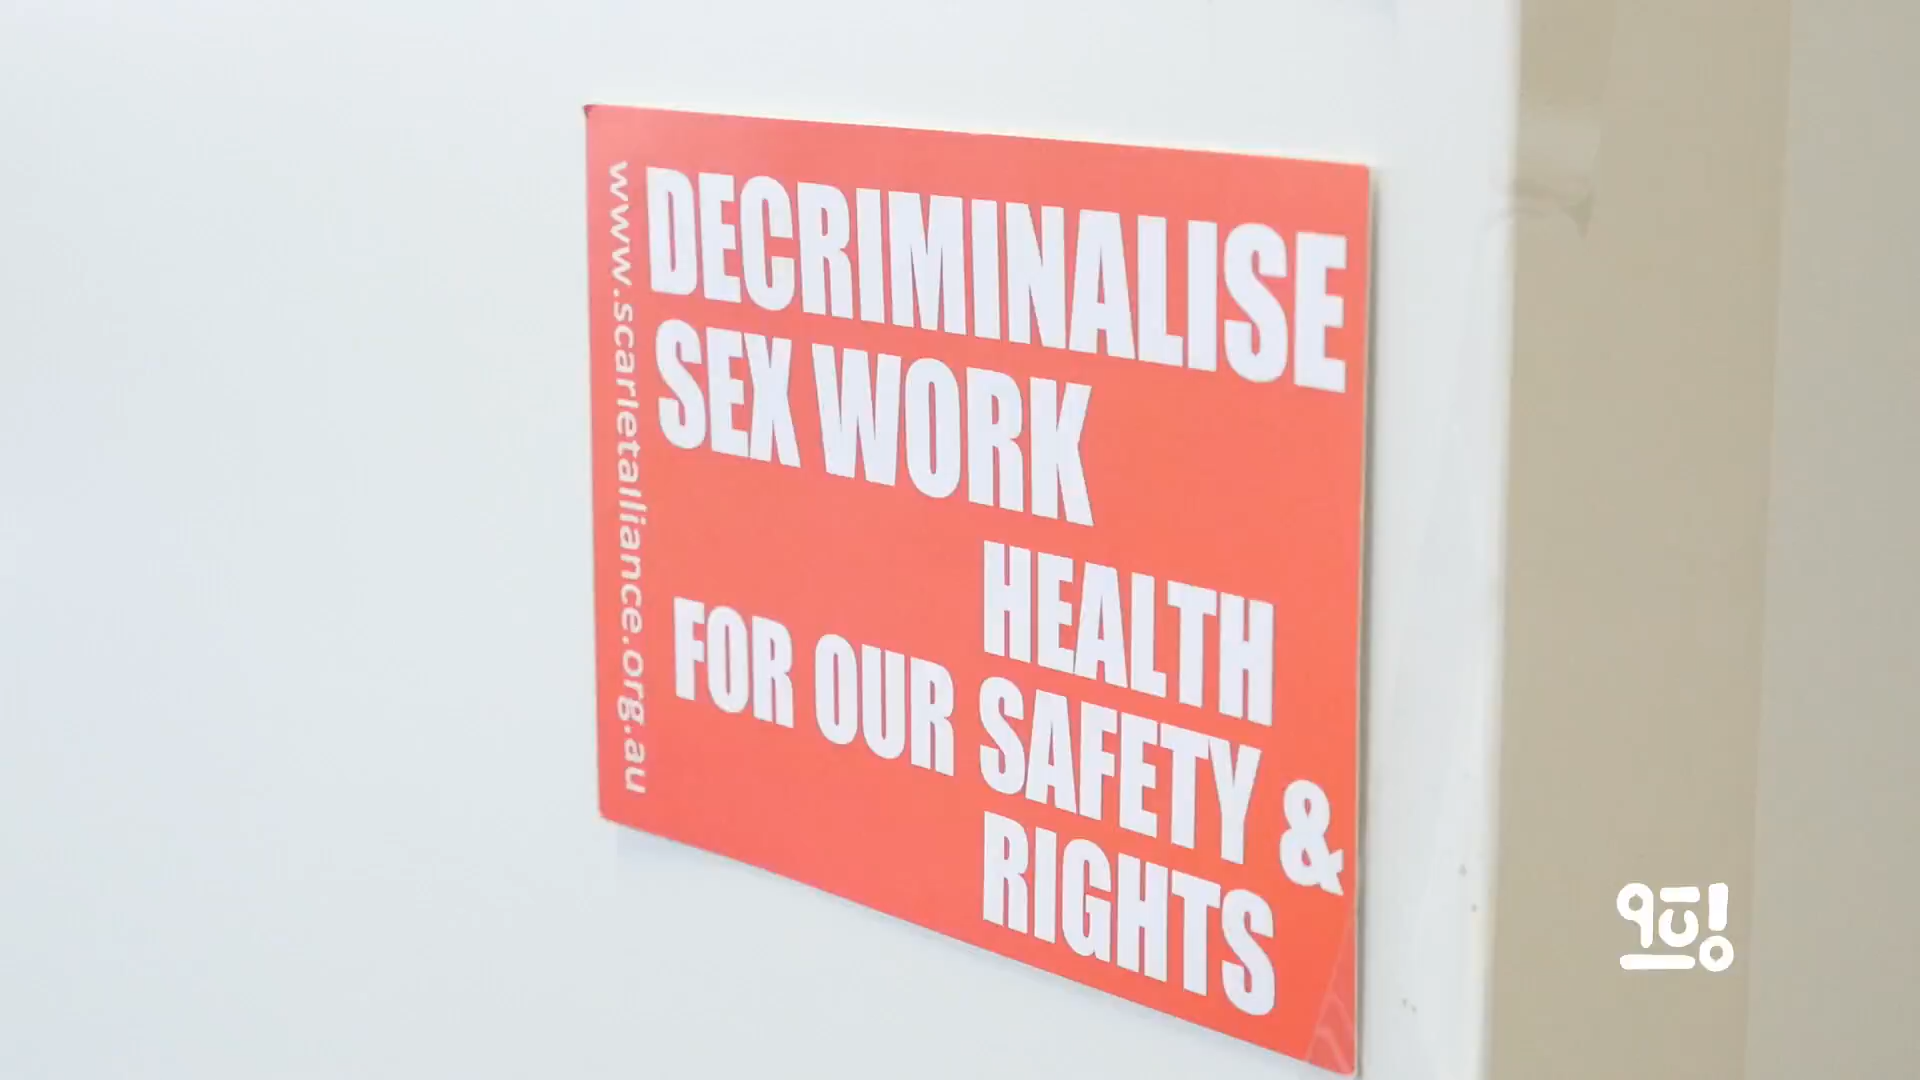 www.scarletalliance.org.au
DECRIMINALISE
SEX WORK
HEALTH
FOR OUR SAFETY &
RIGHTS